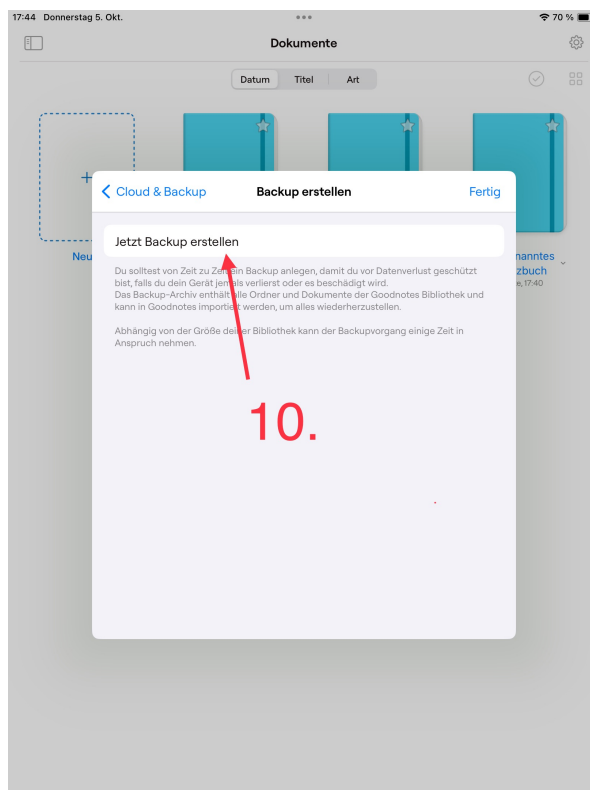 17:44 Donnerstag 5. Okt.
70 %
Dokumente
Datum Titel Art
Cloud & Backup Backup erstellen Fertig
Jetzt Backup erstellen
Du solltest von Zeit zu Zeit ein Backup anlegen, damit du vor Datenverlust geschützt
bist, falls du dein Gerät jemals verlierst oder es beschädigt wird.
Das Backup-Archiv enthält alle Ordner und Dokumente der Goodnotes Bibliothek und
kann in Goodnotes importiert werden, um alles wiederherzustellen.
Abhängig von der Größe deiner Bibliothek kann der Backupvorgang einige Zeit in
Anspruch nehmen.
10.
Neu
nanntes
zbuch
e, 17:40